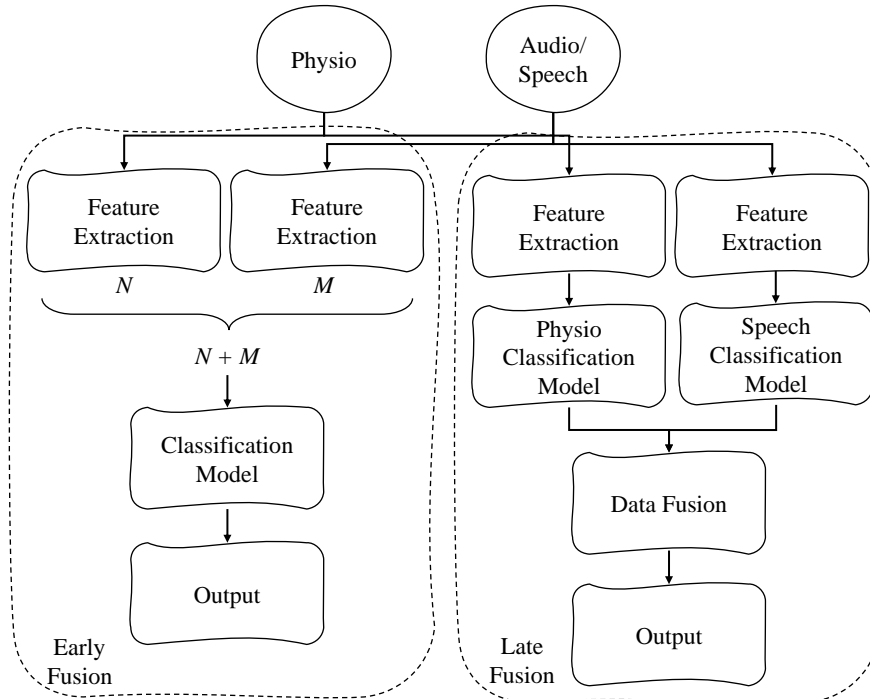 Physio
Audio/
Speech
Feature
Extraction
Feature
Extraction
N
M
N + M
Classification
Model
Output
Early
Fusion
Feature
Extraction
Feature
Extraction
Physio
Classification
Model
Speech
Classification
Model
Data Fusion
Output
Late
Fusion